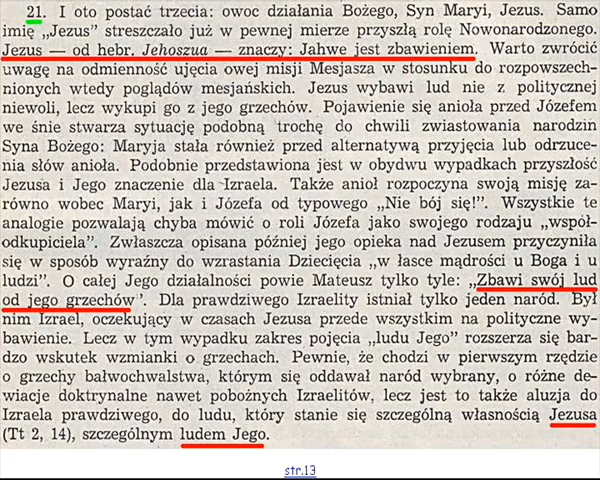 21. I oto postać trzecia: owoc działania Bożego, Syn Maryi, Jezus. Samo
imię „Jezus” streszczało już w pewnej mierze przyszłą rolę Nowonarodzonego.
Jezus — od hebr. Jehoszua — znaczy: Jahwe jest zbawieniem. Warto zwrócić
uwagę na odmienność ujęcia owej misji Mesjasza w stosunku do rozpowszech-
nionych wtedy poglądów mesjańskich. Jezus wybawi lud nie z politycznej
niewoli, lecz wykupi go z jego grzechów. Pojawienie się anioła przed Józefem
we śnie stwarza sytuację podobną trochę do chwili zwiastowania narodzin
Syna Bożego: Maryja stała również przed alternatywą przyjęcia lub odrzuce-
nia słów anioła. Podobnie przedstawiona jest w obydwu wypadkach przyszłość
Jezusa i Jego znaczenie dla Izraela. Także anioł rozpoczyna swoją misję za-
równo wobec Maryi, jak i Józefa od typowego „Nie bój się!”. Wszystkie te
analogie pozwalają chyba mówić o roli Józefa jako swojego rodzaju „współ-
odkupiciela”. Zwłaszcza opisana później jego opieka nad Jezusem przyczyniła
się w sposób wyraźny do wzrastania Dziecięcia „w łasce mądrości u Boga i u
ludzi”. O całej Jego działalności powie Mateusz tylko tyle: „Zbawi swój lud
od jego grzechów”. Dla prawdziwego Izraelity istniał tylko jeden naród. Był
nim Izrael, oczekujący w czasach Jezusa przede wszystkim na polityczne wy-
bawienie. Lecz w tym wypadku zakres pojęcia „ludu Jego” rozszerza się bar-
dzo wskutek wzmianki o grzechach. Pewnie, że chodzi w pierwszym rzędzie
o grzechy bałwochwalstwa, którym się oddawał naród wybrany, o różne de-
wiacje doktrynalne nawet pobożnych Izraelitów, lecz jest to także aluzja do
Izraela prawdziwego, do ludu, który stanie się szczególną własnością Jezusa
(Tt 2, 14), szczególnym ludem Jego.
str.13